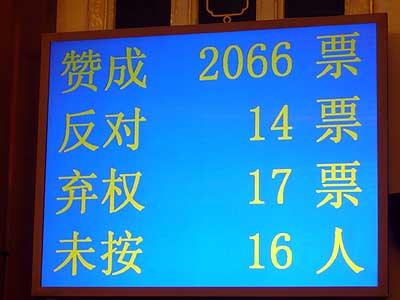 赞成 2066 票
反对 14 票
弃权 17 票
未按 16 人